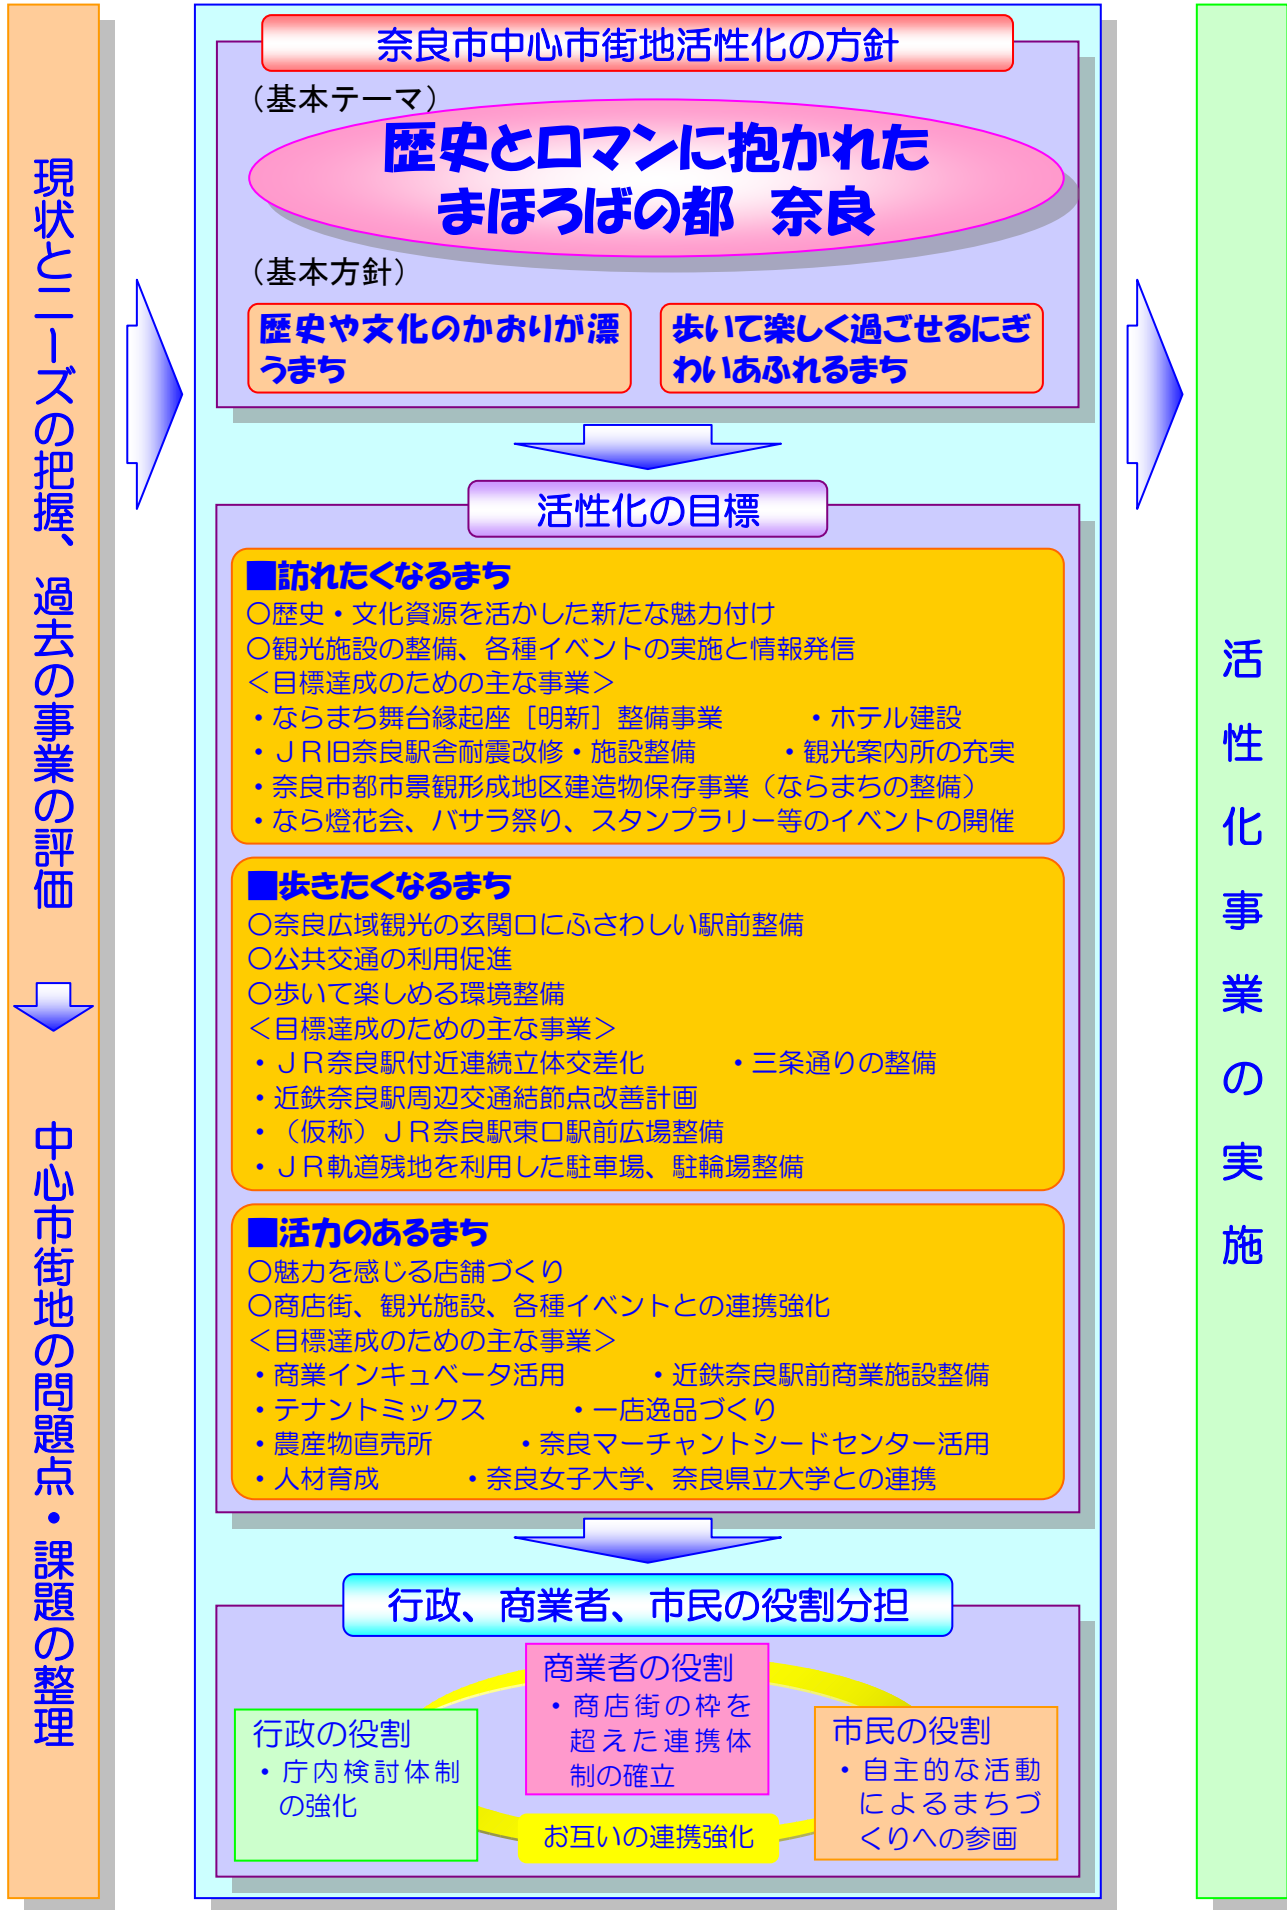 現状とニーズの把握、過去の事業の評価
中心市街地の問題点・課題の整理
奈良市中心市街地活性化の方針
（基本テーマ）
歴史とロマンに抱かれた
まほろばの都　奈良
（基本方針）
歴史や文化のかおりが漂
うまち
歩いて楽しく過ごせるにぎ
わいあふれるまち
活性化の目標
■訪れたくなるまち
○歴史・文化資源を活かした新たな魅力付け
○観光施設の整備、各種イベントの実施と情報発信
＜目標達成のための主な事業＞
・ならまち舞台縁起座［明新］整備事業　　　・ホテル建設
・ＪＲ旧奈良駅舎耐震改修・施設整備　　　・観光案内所の充実
・奈良市都市景観形成地区建造物保存事業（ならまちの整備）
・なら燈花会、バサラ祭り、スタンプラリー等のイベントの開催
■歩きたくなるまち
○奈良広域観光の玄関口にふさわしい駅前整備
○公共交通の利用促進
○歩いて楽しめる環境整備
＜目標達成のための主な事業＞
・ＪＲ奈良駅付近連続立体交差化　　　・三条通りの整備
・近鉄奈良駅周辺交通結節点改善計画
・（仮称）ＪＲ奈良駅東口駅前広場整備
・ＪＲ軌道残地を利用した駐車場、駐輪場整備
■活力のあるまち
○魅力を感じる店舗づくり
○商店街、観光施設、各種イベントとの連携強化
＜目標達成のための主な事業＞
・商業インキュベータ活用　　　・近鉄奈良駅前商業施設整備
・テナントミックス　　　・一店逸品づくり
・農産物直売所　　　・奈良マーチャントシードセンター活用
・人材育成　　　・奈良女子大学、奈良県立大学との連携
行政、商業者、市民の役割分担
商業者の役割
・商店街の枠を
超えた連携体
制の確立
行政の役割
・庁内検討体制
の強化
市民の役割
・自主的な活動
によるまちづ
くりへの参画
お互いの連携強化
活性化事業の実施